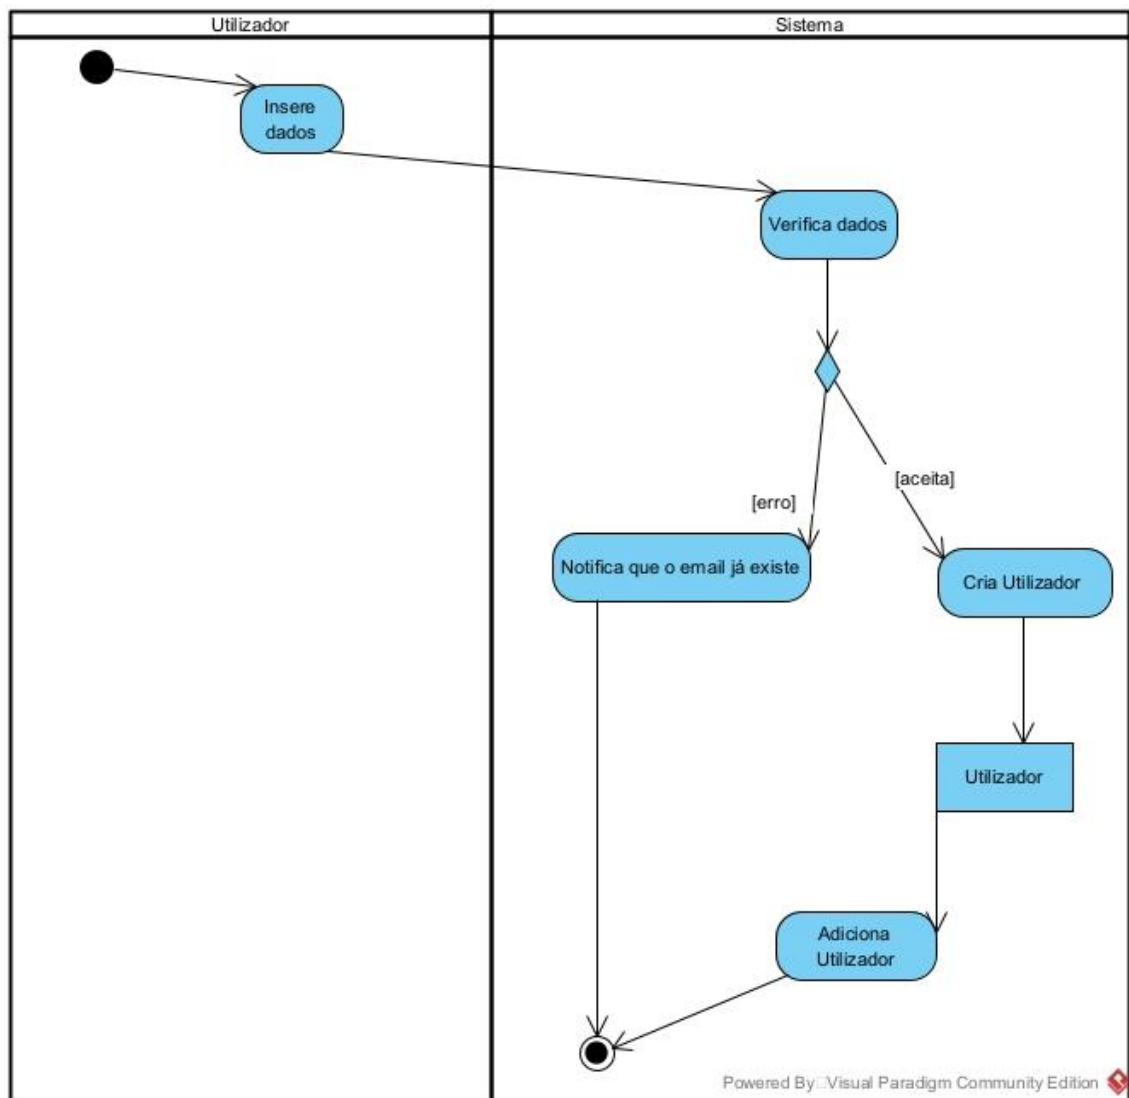 Utilizador
Sistema
Insere
dados
Verifica dados
[aceita]
[erro]
Notifica que o email já existe
Cria Utilizador
Utilizador
Adiciona
Utilizador
Powered By Visual Paradigm Community Edition